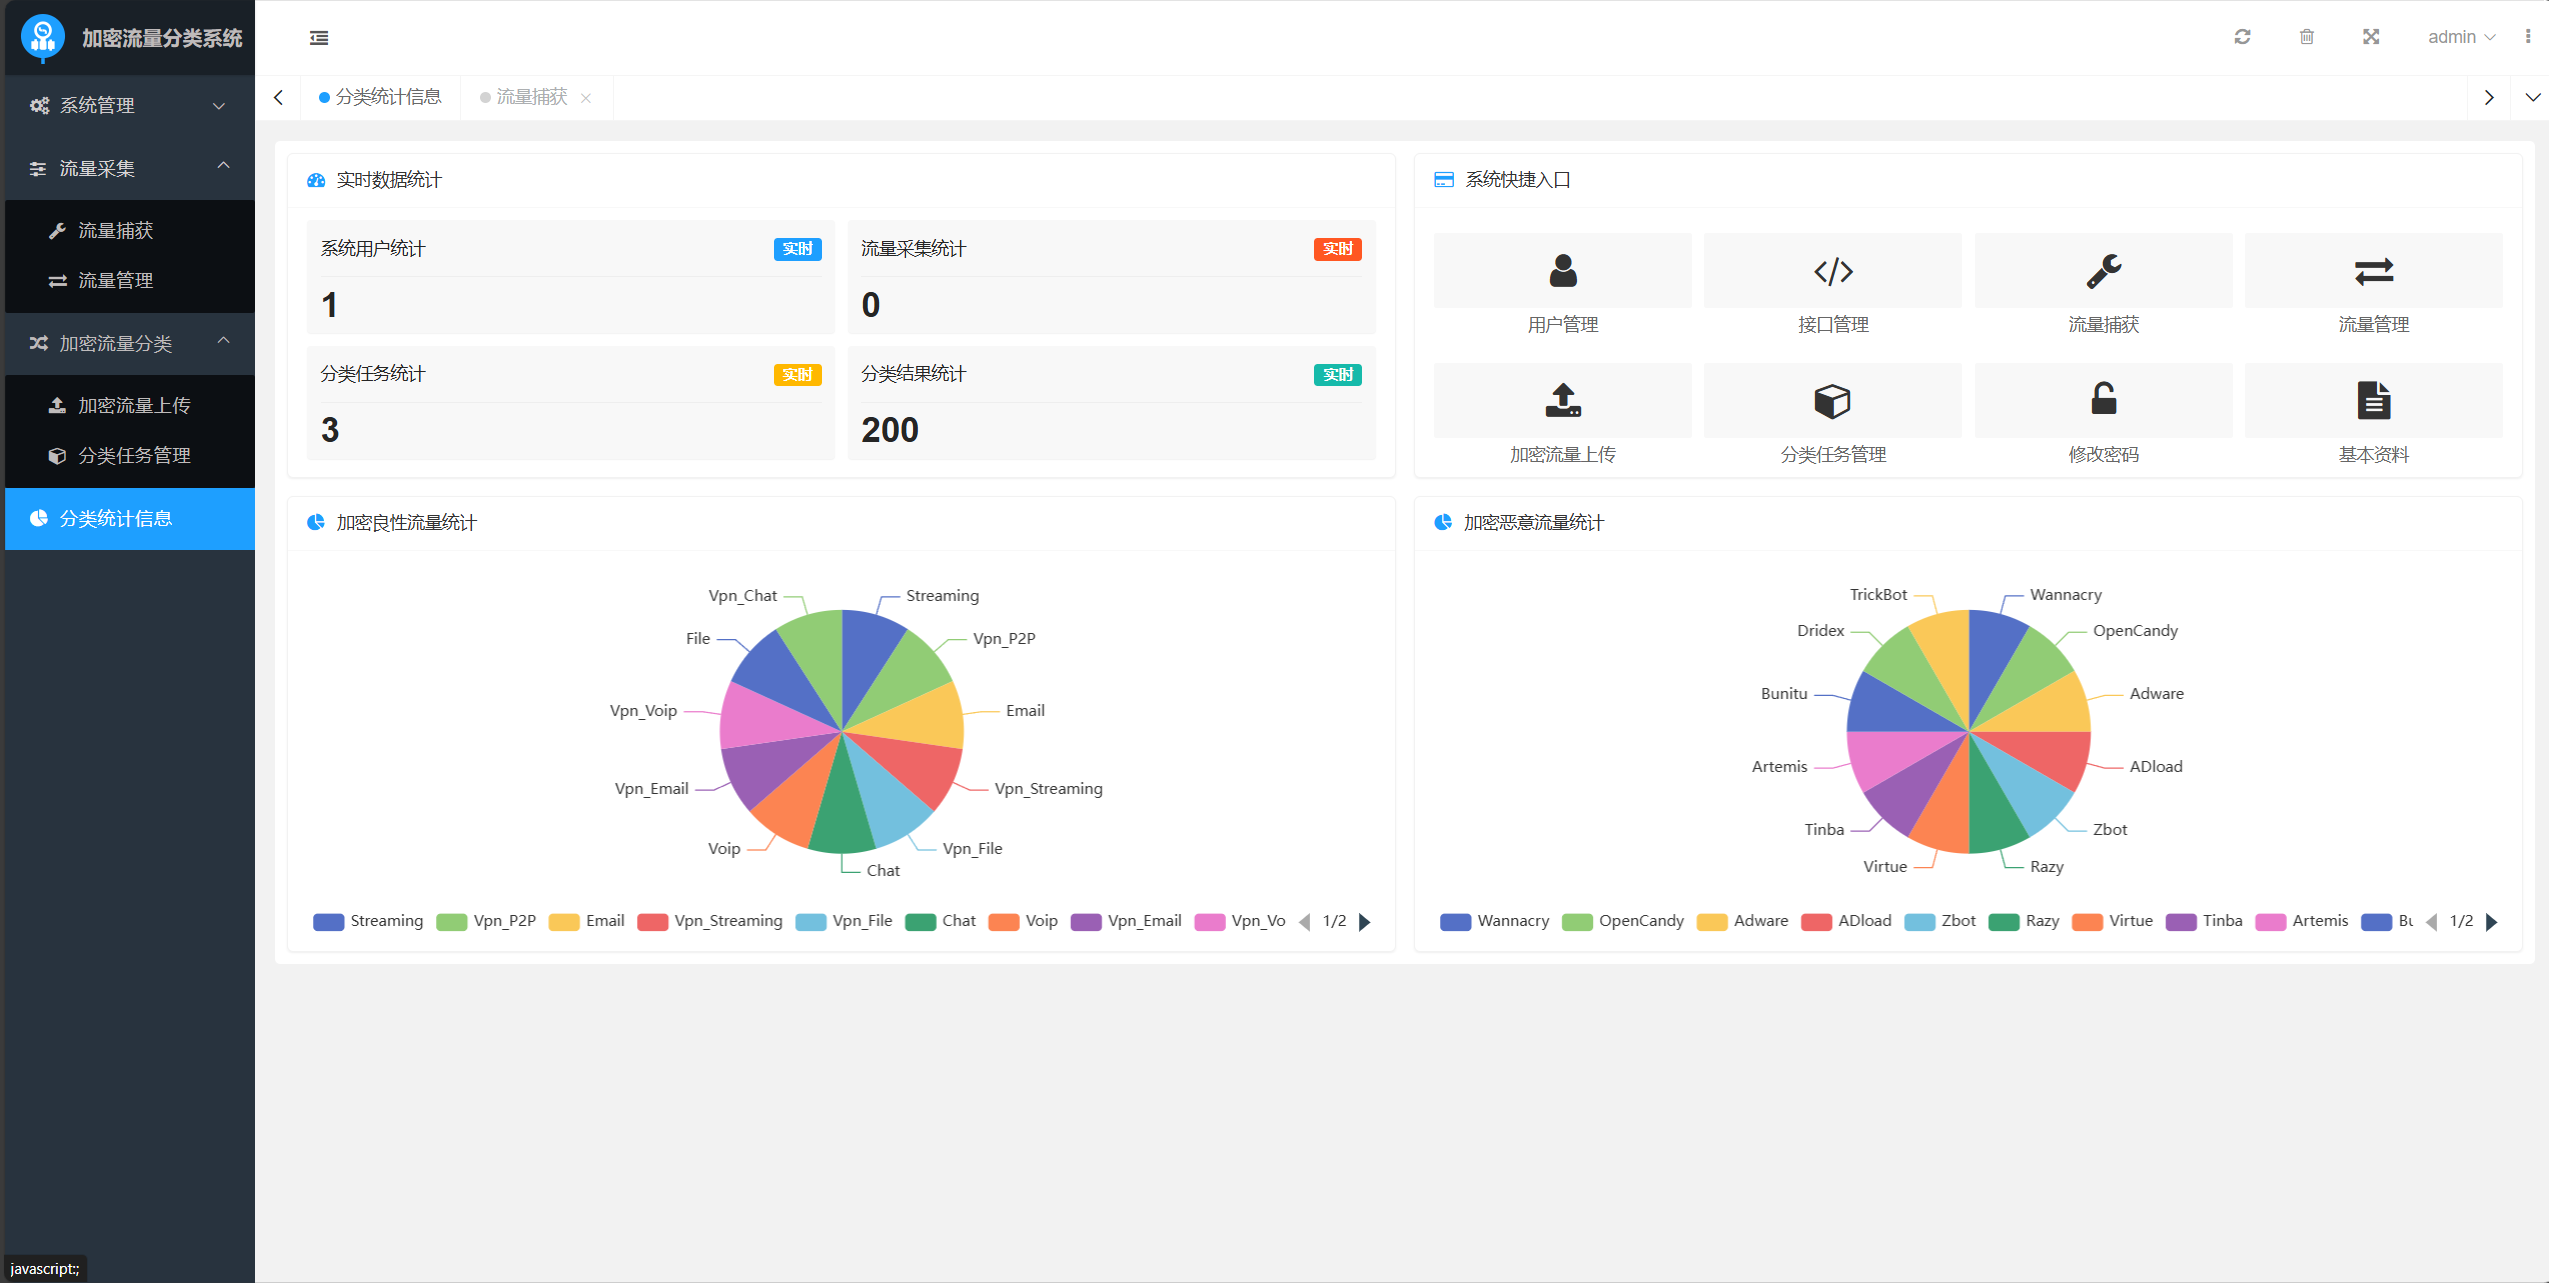 加密流量分类系统
admin
系统管理
流量采集
流量捕获
流量管理
加密流量分类
加密流量上传
分类任务管理
分类统计信息
分类统计信息
流量捕获
实时数据统计
系统用户统计 实时
1
流量采集统计 实时
0
分类任务统计 实时
3
分类结果统计 实时
200
系统快捷入口
用户管理
接口管理
流量捕获
流量管理
加密流量上传
分类任务管理
修改密码
基本资料
加密良性流量统计
Vpn_Chat
Streaming
File
Vpn_P2P
Vpn_Voip
Email
Vpn_Email
Vpn_Streaming
Voip
Vpn_File
Chat
Streaming Vpn_P2P Email Vpn_Streaming Vpn_File Chat Voip Vpn_Email Vpn_Vo 1/2
加密恶意流量统计
TrickBot
Wannacry
Dridex
OpenCandy
Bunitu
Adware
Artemis
ADload
Tinba
Zbot
Virtue
Razy
Wannacry OpenCandy Adware ADload Zbot Razy Virtue Tinba Artemis Bu 1/2
javascript:;